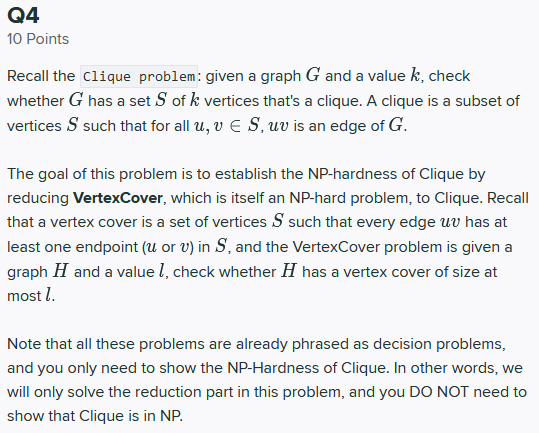 Q4
10 Points
Recall the Clique problem: given a graph G and a value k, check
whether G has a set S of k vertices that's a clique. A clique is a subset of
vertices S such that for all u, v ∈ S, uv is an edge of G.
The goal of this problem is to establish the NP-hardness of Clique by
reducing VertexCover, which is itself an NP-hard problem, to Clique. Recall
that a vertex cover is a set of vertices S such that every edge uv has at
least one endpoint (u or v) in S, and the VertexCover problem is given a
graph H and a value l, check whether H has a vertex cover of size at
most l.
Note that all these problems are already phrased as decision problems,
and you only need to show the NP-Hardness of Clique. In other words, we
will only solve the reduction part in this problem, and you DO NOT need to
show that Clique is in NP.